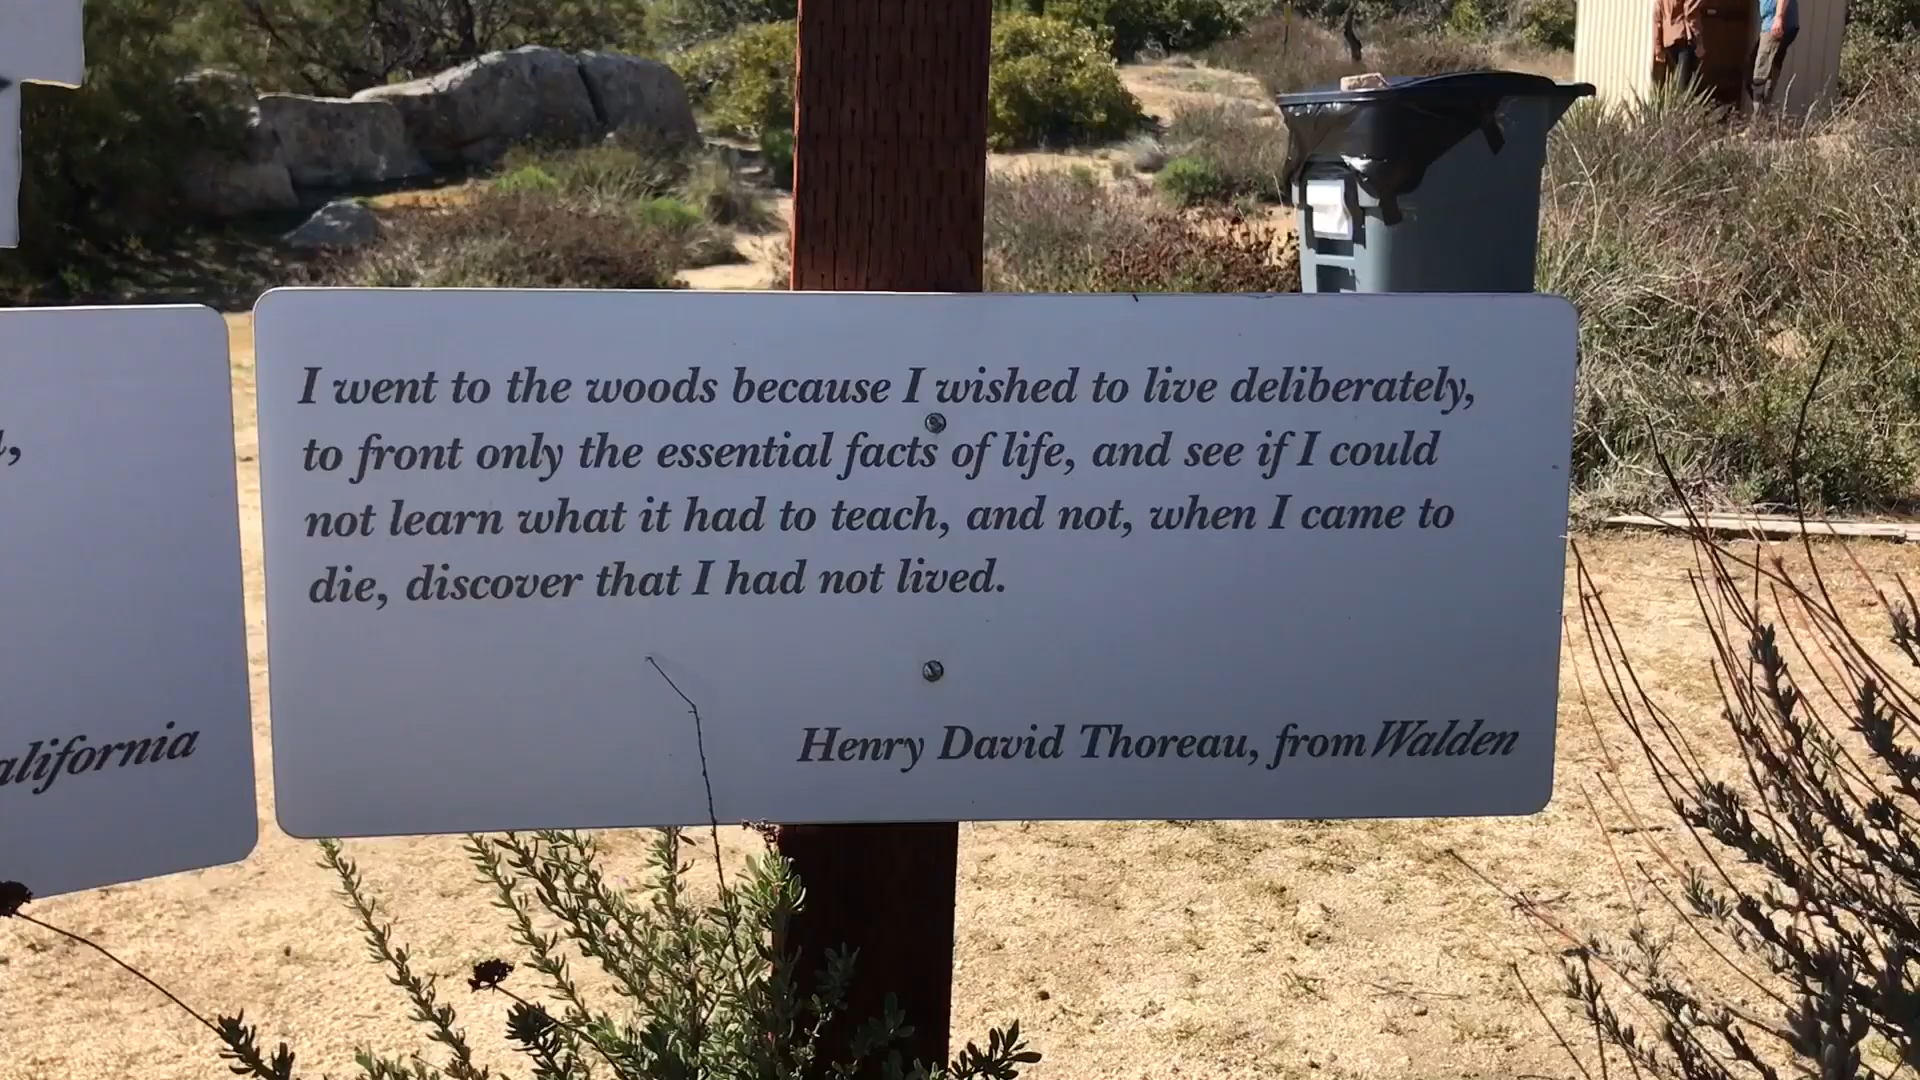 I went to the woods because I wished to live deliberately,
to front only the essential facts of life, and see if I could
not learn what it had to teach, and not, when I came to
die, discover that I had not lived.
Henry David Thoreau, from Walden